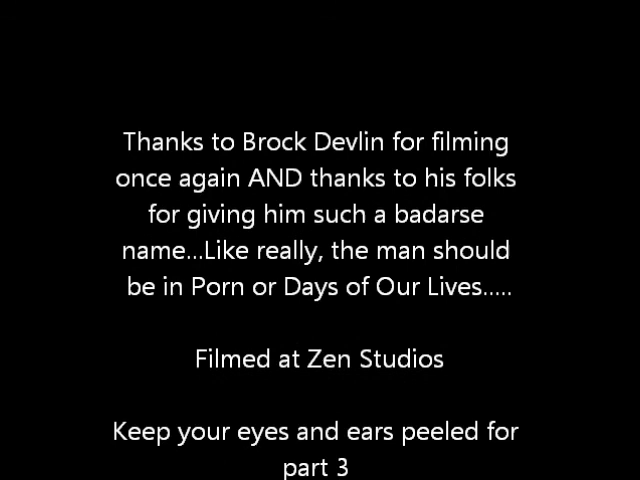 Thanks to Brock Devlin for filming
once again AND thanks to his folks
for giving him such a badarse
name...Like really, the man should
be in Porn or Days of Our Lives.....
Filmed at Zen Studios
Keep your eyes and ears peeled for
part 3